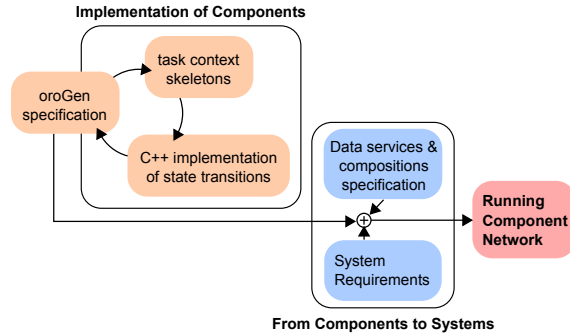 Implementation of Components
task context
skeletons
oroGen
specification
C++ implementation
of state transitions
Data services &
compositions
specification
Running
Component
Network
System
Requirements
From Components to Systems